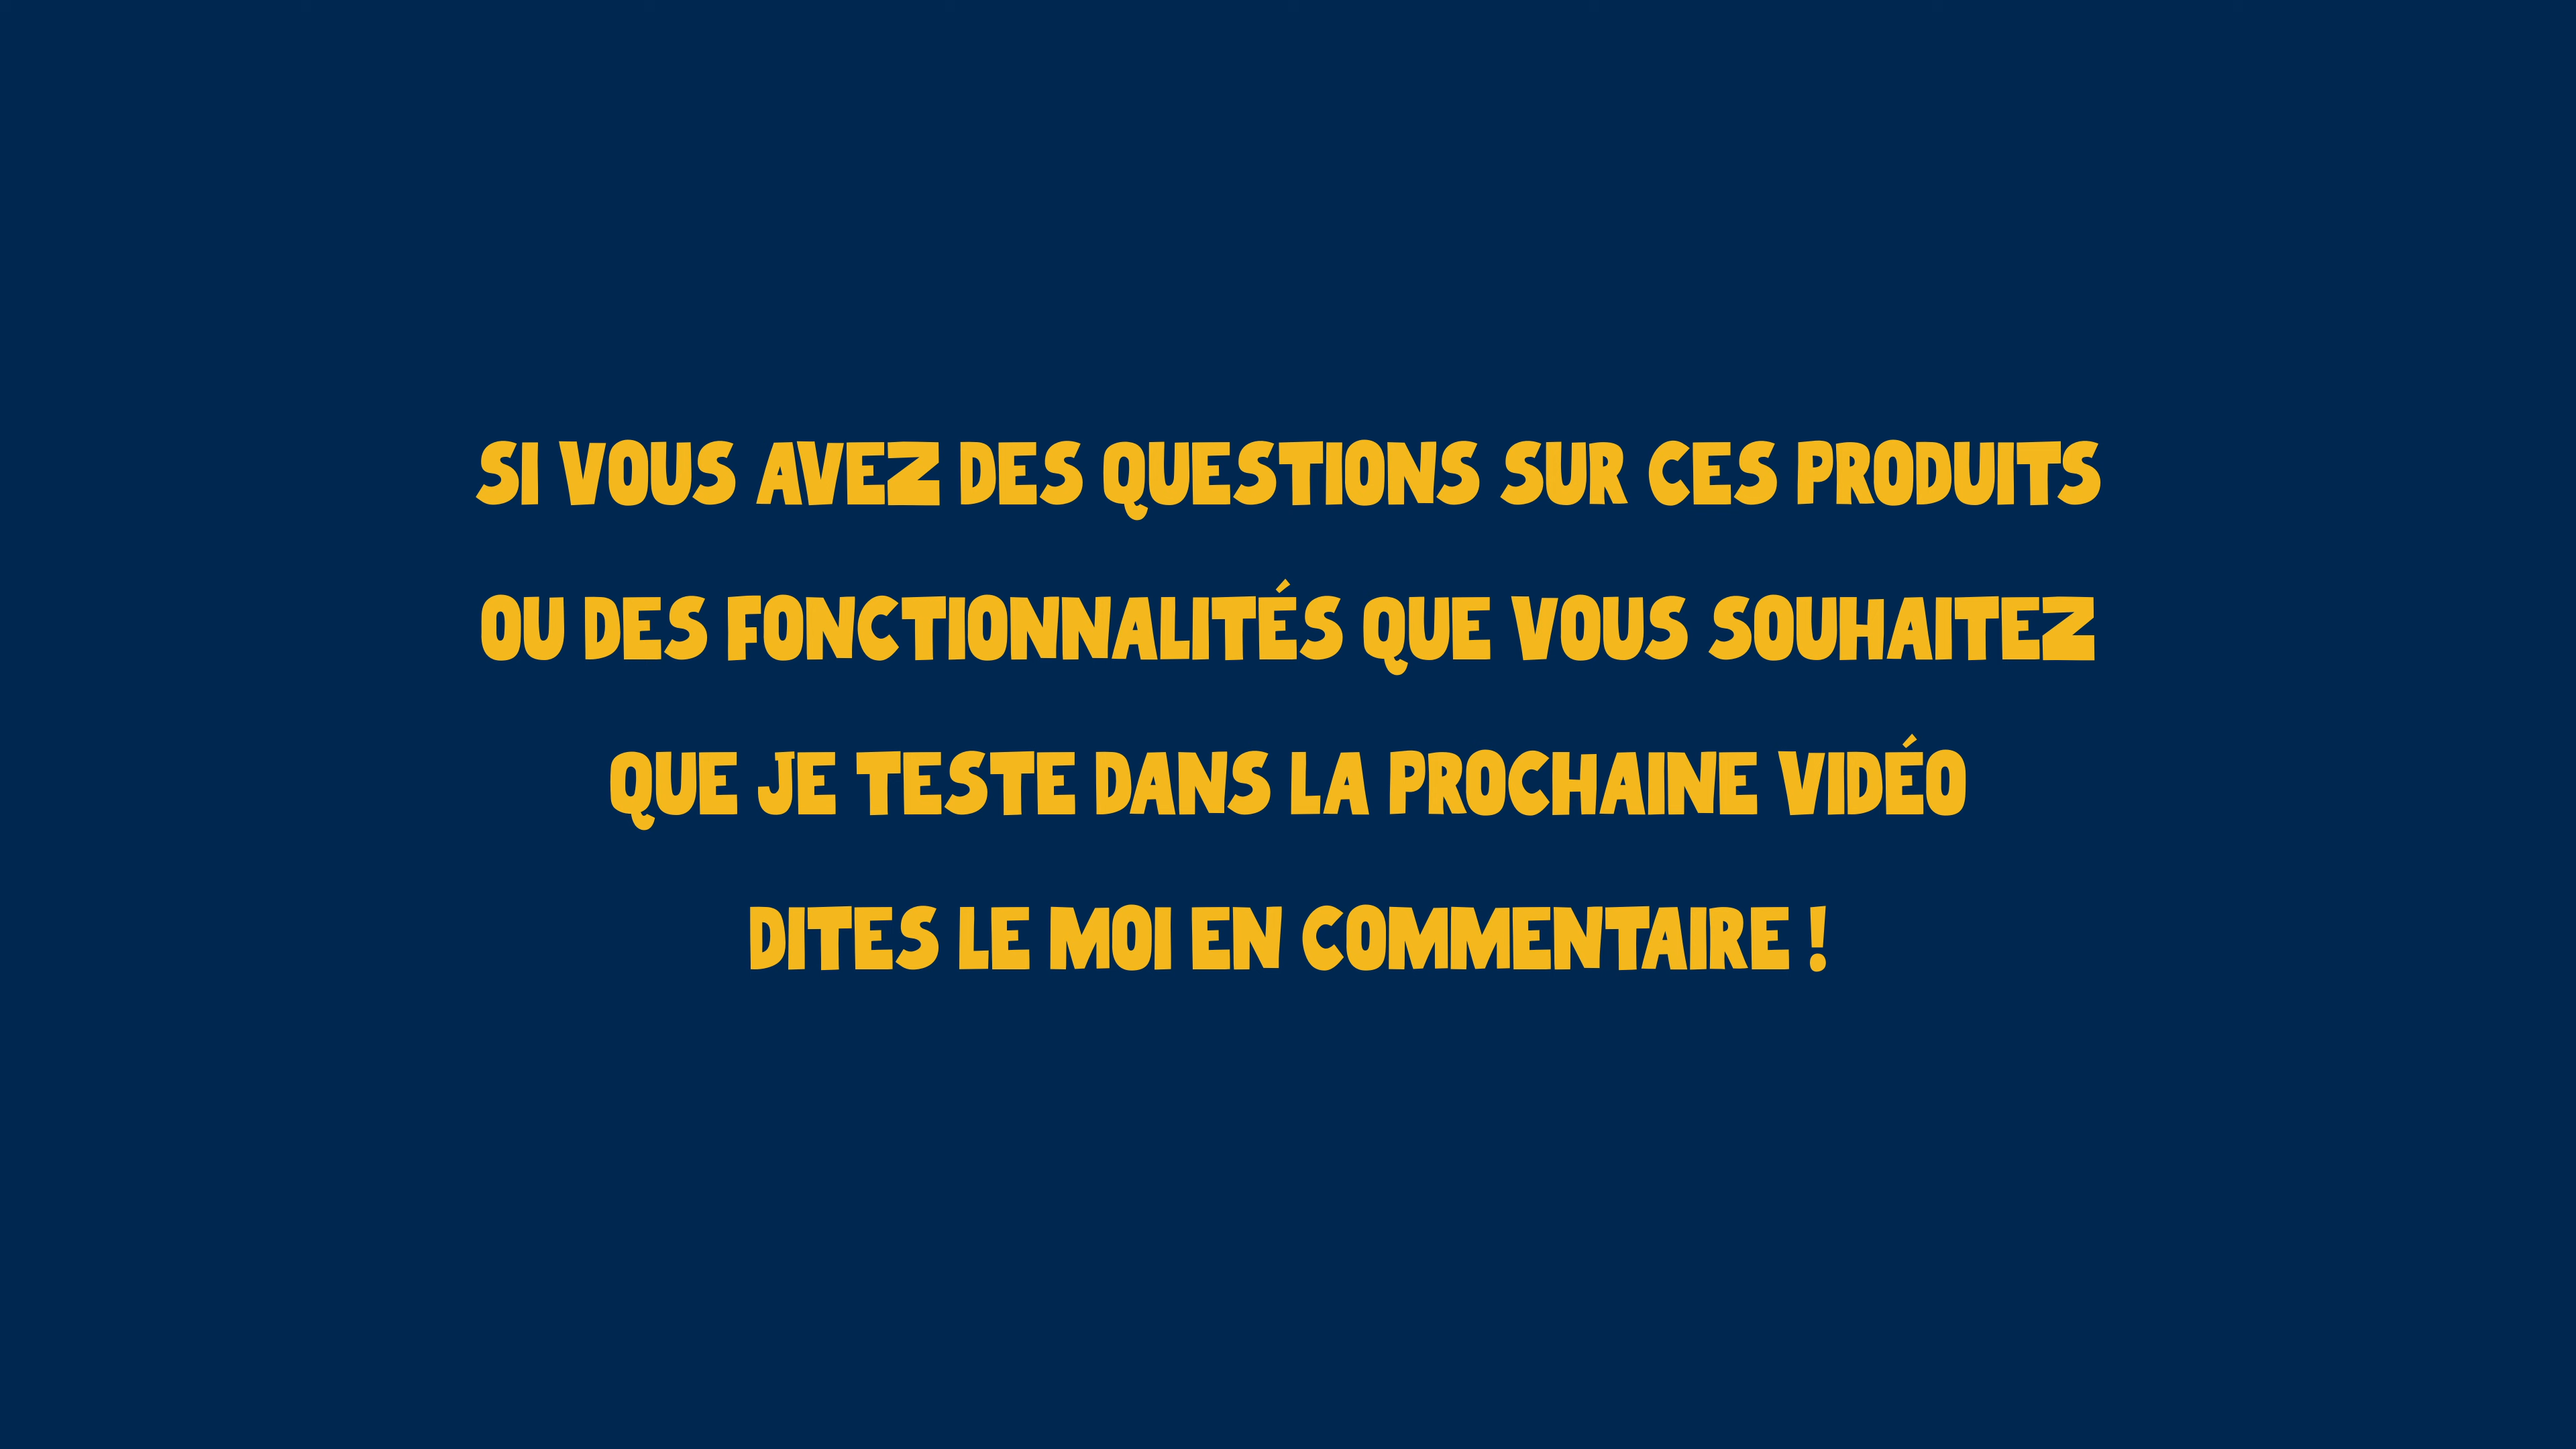 SI VOUS AVEZ DES QUESTIONS SUR CES PRODUITS
OU DES FONCTIONNALITÉS QUE VOUS SOUHAITEZ
QUE JE TESTE DANS LA PROCHAINE VIDÉO
DITES LE MOI EN COMMENTAIRE !